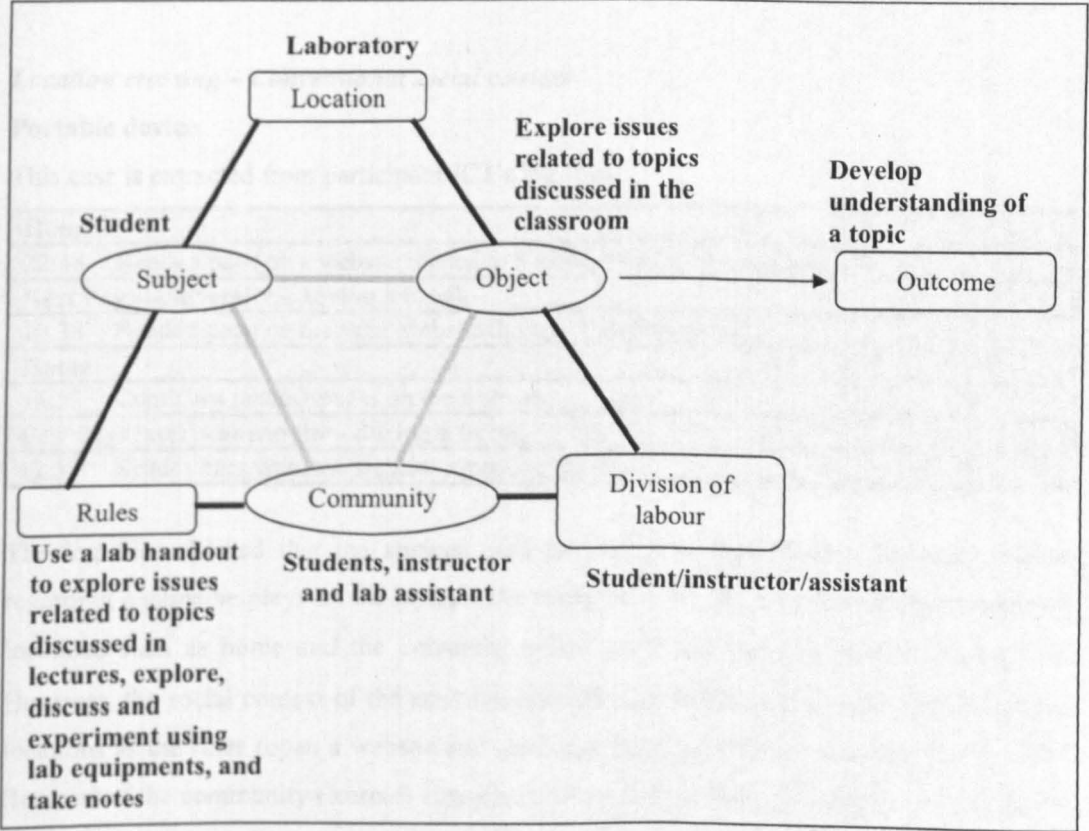 Laboratory
Location
Explore issues
related to topics
discussed in the
classroom
Develop
understanding of
a topic
Student
Subject
Object
Outcome
Rules
Community
Division of
labour
Use a lab handout
to explore issues
related to topics
discussed in
lectures, explore,
discuss and
experiment using
lab equipments, and
take notes
Students, instructor
and lab assistant
Student/instructor/assistant